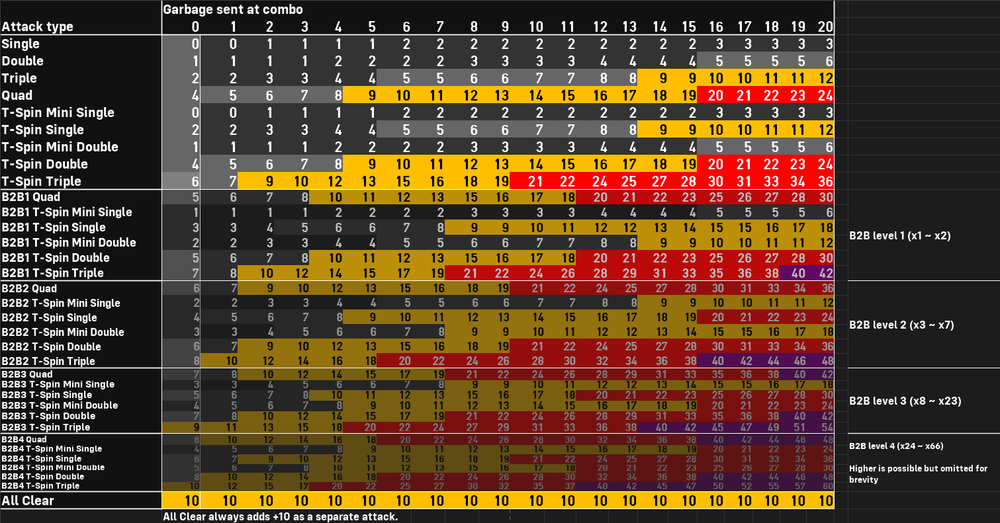 Garbage sent at combo
Attack type 0 1 2 3 4 5 6 7 8 9 10 11 12 13 14 15 16 17 18 19 20
Single 0 0 1 1 1 1 2 2 2 2 2 2 2 2 2 2 3 3 3 3 3
Double 1 1 1 1 2 2 2 2 3 3 3 3 4 4 4 4 5 5 5 5 6
Triple 2 2 3 3 4 4 5 5 6 6 7 7 8 8 9 9 10 10 11 11 12
Quad 4 5 6 7 8 9 10 11 12 13 14 15 16 17 18 19 20 21 22 23 24
T-Spin Mini Single 0 0 1 1 1 1 2 2 2 2 2 2 2 2 2 2 3 3 3 3 3
T-Spin Single 2 2 3 3 4 4 5 5 6 6 7 7 8 8 9 9 10 10 11 11 12
T-Spin Mini Double 1 1 1 1 2 2 2 2 3 3 3 3 4 4 4 4 5 5 5 5 6
T-Spin Double 4 5 6 7 8 9 10 11 12 13 14 15 16 17 18 19 20 21 22 23 24
T-Spin Triple 6 7 9 10 12 13 15 16 18 19 21 22 24 25 27 28 30 31 33 34 36
B2B1 Quad 5 6 7 8 10 11 12 13 15 16 17 18 20 21 22 23 25 26 27 28 30
B2B1 T-Spin Mini Single 1 1 1 1 2 2 2 2 3 3 3 3 4 4 4 4 5 5 5 5 6
B2B1 T-Spin Single 3 3 4 5 6 6 7 8 9 9 10 11 12 12 13 14 15 15 16 17 18
B2B level 1 (x1 ~ x2)
B2B1 T-Spin Mini Double 2 2 3 3 4 4 5 5 6 6 7 7 8 8 9 9 10 10 11 11 12
B2B1 T-Spin Double 5 6 7 8 10 11 12 13 15 16 17 18 20 21 22 23 25 26 27 28 30
B2B1 T-Spin Triple 7 8 10 12 14 15 17 19 21 22 24 26 28 29 31 33 35 36 38 40 42
B2B2 Quad 6 7 9 10 12 13 15 16 18 19 21 22 24 25 27 28 30 31 33 34 36
B2B2 T-Spin Mini Single 2 2 3 3 4 4 5 5 6 6 7 7 8 8 9 9 10 10 11 11 12
B2B2 T-Spin Single 4 5 6 7 8 9 10 11 12 13 14 15 16 17 18 19 20 21 22 23 24
B2B level 2 (x3 ~ x7)
B2B2 T-Spin Mini Double 3 3 4 5 6 6 7 8 9 9 10 11 12 12 13 14 15 15 16 17 18
B2B2 T-Spin Double 6 7 9 10 12 13 15 16 18 19 21 22 24 25 27 28 30 31 33 34 36
B2B2 T-Spin Triple 8 10 12 14 16 18 20 22 24 26 28 30 32 34 36 38 40 42 44 46 48
B2B3 Quad 7 8 10 12 14 15 17 19 21 22 24 26 28 29 31 33 35 36 38 40 42
B2B3 T-Spin Mini Single 3 3 4 5 6 6 7 8 9 9 10 11 12 12 13 14 15 15 16 17 18
B2B3 T-Spin Single 5 6 7 8 10 11 12 13 15 16 17 18 20 21 22 23 25 26 27 28 30
B2B level 3 (x8 ~ x23)
B2B3 T-Spin Mini Double 4 5 6 7 8 9 10 11 12 13 14 15 16 17 18 19 20 21 22 23 24
B2B3 T-Spin Double 7 8 10 12 14 15 17 19 21 22 24 26 28 29 31 33 35 36 38 40 42
B2B3 T-Spin Triple 9 11 13 15 18 20 22 24 27 29 31 33 36 38 40 42 45 47 49 51 54
B2B4 Quad 8 10 12 14 16 18 20 22 24 26 28 30 32 34 36 38 40 42 44 46 48
B2B level 4 (x24 ~ x66)
B2B4 T-Spin Mini Single 4 5 6 7 8 9 10 11 12 13 14 15 16 17 18 19 20 21 22 23 24
B2B4 T-Spin Single 6 7 9 10 12 13 15 16 18 19 21 22 24 25 27 28 30 31 33 34 36
B2B4 T-Spin Mini Double 5 6 7 8 10 11 12 13 15 16 17 18 20 21 22 23 25 26 27 28 30
Higher is possible but omitted for
brevity
B2B4 T-Spin Double 8 10 12 14 16 18 20 22 24 26 28 30 32 34 36 38 40 42 44 46 48
B2B4 T-Spin Triple 10 12 15 17 20 22 25 27 30 32 35 37 40 42 45 47 50 52 55 57 60
All Clear 10 10 10 10 10 10 10 10 10 10 10 10 10 10 10 10 10 10 10 10 10
All Clear always adds +10 as a separate attack.